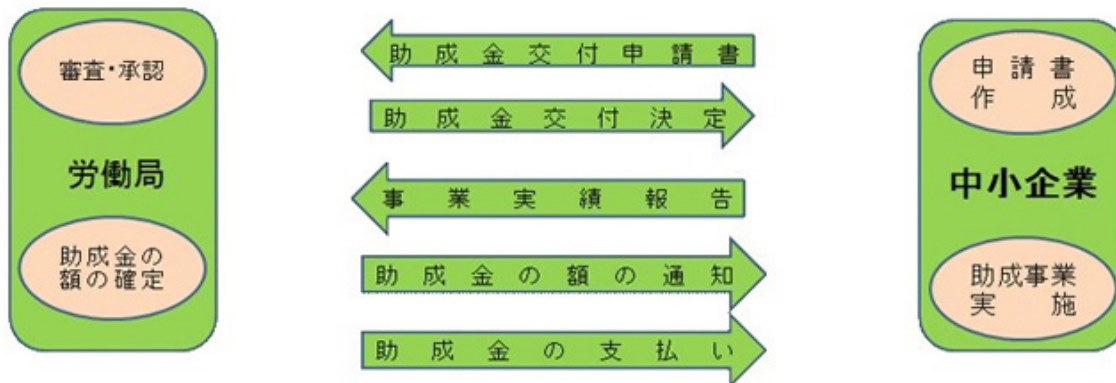 審査・承認
労働局
助成金の
額の確定
助成金交付申請書
助成金交付決定
事業実績報告
助成金の額の通知
助成金の支払い
申請書
作成
中小企業
助成事業
実施